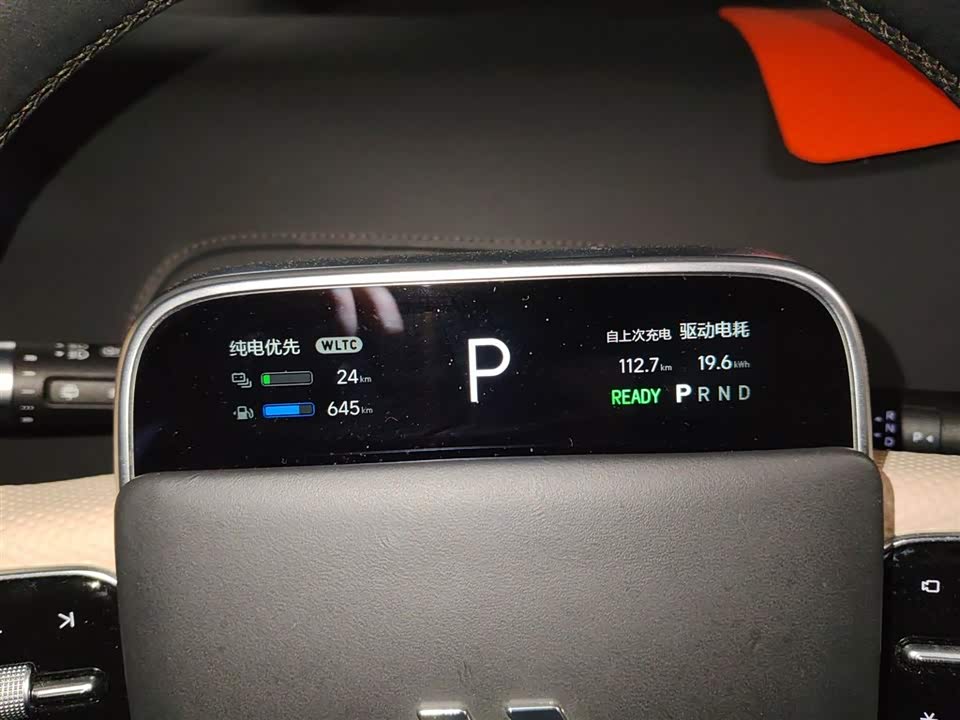 纯电优先 WLTC
24km
645km
P
自上次充电 驱动电耗
112.7km 19.6kWh
READY P R N D
R
N
D
P